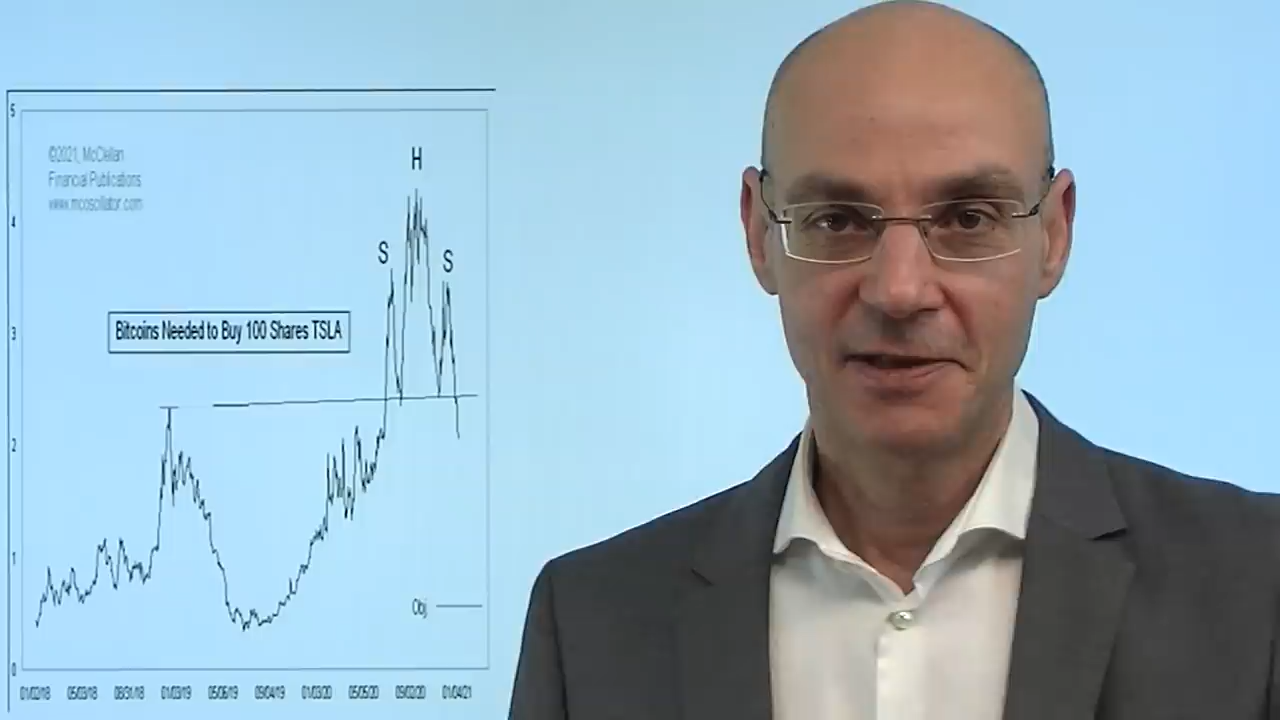 5
©2021, McClellan
Financial Publications
www.mcoscillator.com
H
4
S
S
3
Bitcoins Needed to Buy 100 Shares TSLA
2
1
Obj
0
01/02/18 05/03/18 08/31/18 01/03/19 05/06/19 09/04/19 01/03/20 05/05/20 09/02/20 01/04/21